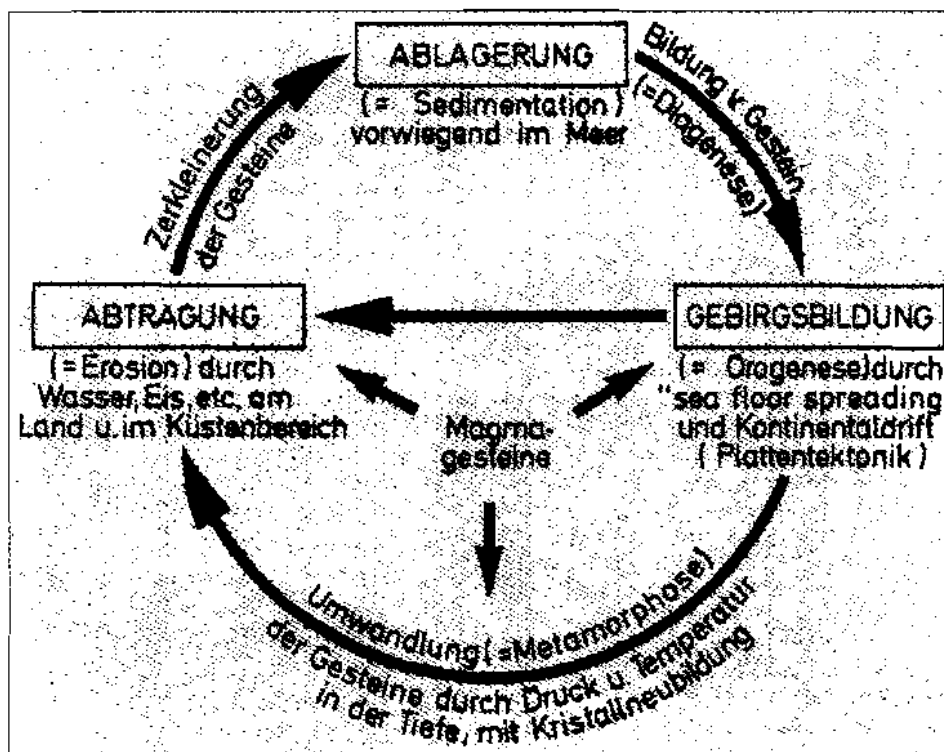 ABLAGERUNG
(= Sedimentation)
vorwiegend im Meer
Bildung v. Gestein
(=Diagenese)
Zerkleinerung
der Gesteine
ABTRAGUNG
(=Erosion) durch
Wasser, Eis, etc. am
Land u. im Küstenbereich
GEBIRGSBILDUNG
(= Orogenese) durch
"sea floor spreading
und Kontinentaldrift
(Plattentektonik)
Magma-
gesteine
Umwandlung (=Metamorphose)
der Gesteine durch Druck u. Temperatur
in der Tiefe, mit Kristallneubildung